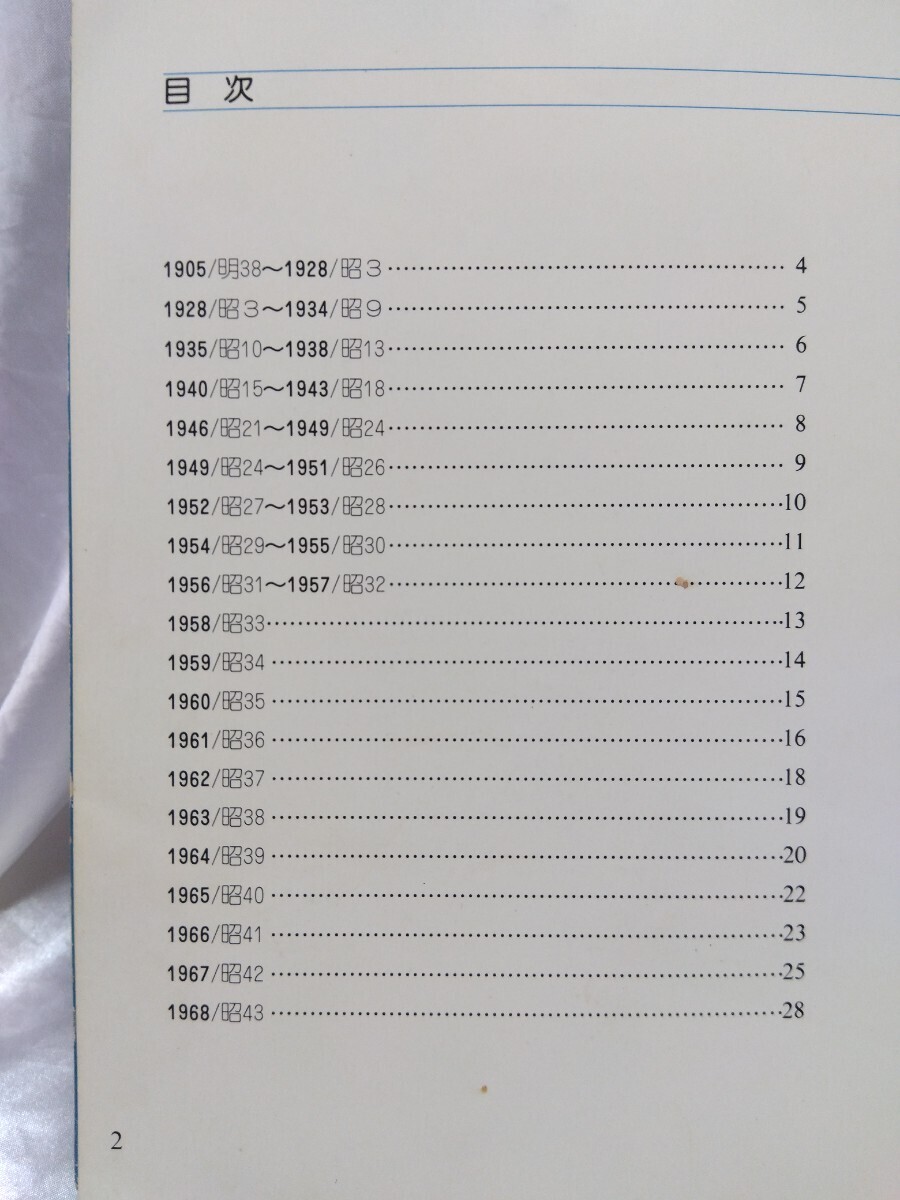 目 次
1905/明38〜1928/昭3 4
1928/昭3〜1934/昭9 5
1935/昭10〜1938/昭13 6
1940/昭15〜1943/昭18 7
1946/昭21〜1949/昭24 8
1949/昭24〜1951/昭26 9
1952/昭27〜1953/昭28 10
1954/昭29〜1955/昭30 11
1956/昭31〜1957/昭32 12
1958/昭33 13
1959/昭34 14
1960/昭35 15
1961/昭36 16
1962/昭37 18
1963/昭38 19
1964/昭39 20
1965/昭40 22
1966/昭41 23
1967/昭42 25
1968/昭43 28
2